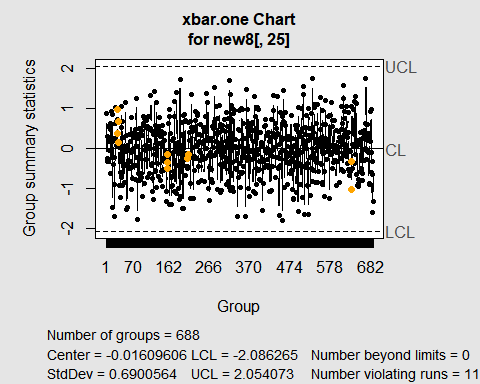 xbar.one Chart
for new8[, 25]
Group summary statistics
2
1
0
-1
-2
UCL
CL
LCL
1 70 162 266 370 474 578 682
Group
Number of groups = 688
Center = -0.01609606 LCL = -2.086265 Number beyond limits = 0
StdDev = 0.6900564 UCL = 2.054073 Number violating runs = 11